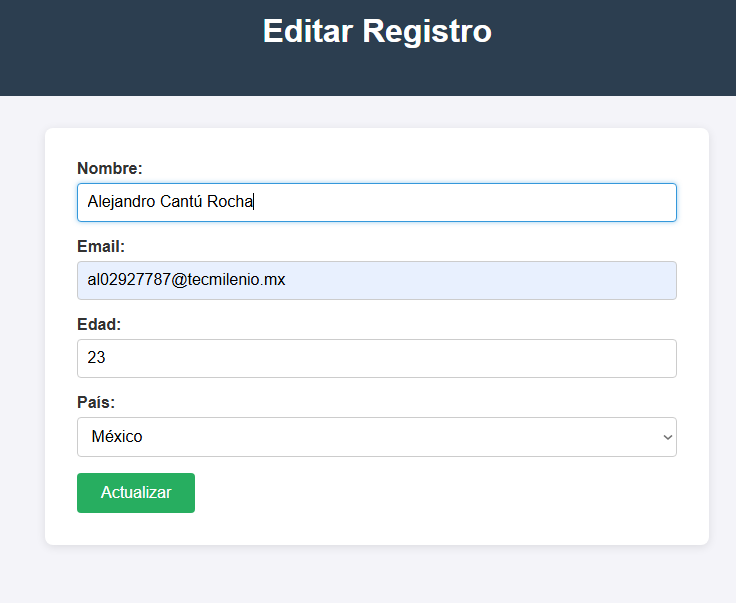 Editar Registro
Nombre:
Alejandro Cantú Rocha
Email:
al02927787@tecmilenio.mx
Edad:
23
País:
México
Actualizar